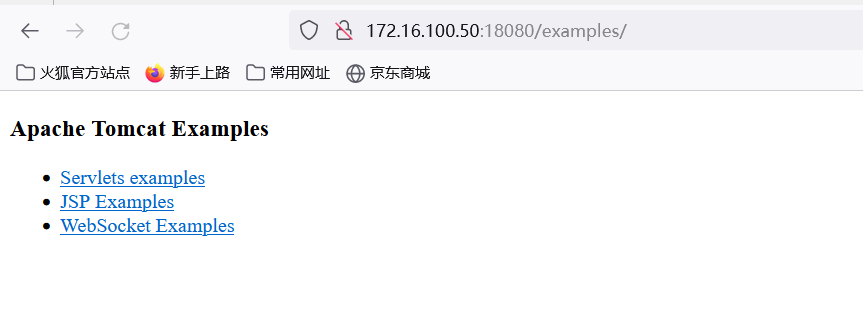 172.16.100.50:18080/examples/
火狐官方站点 新手上路 常用网址 京东商城
Apache Tomcat Examples
Servlets examples
JSP Examples
WebSocket Examples